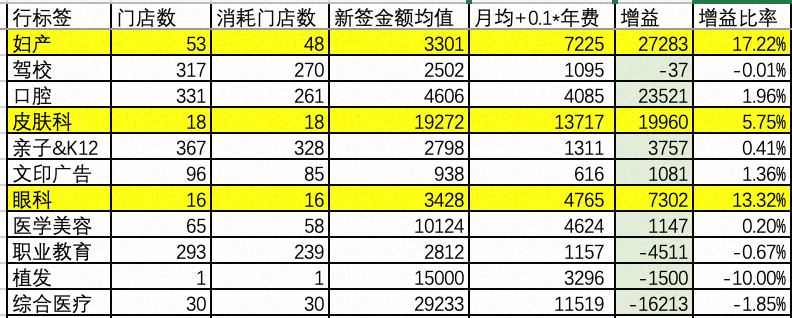 行标签 门店数 消耗门店数 新签金额均值 月均+0.1*年费 增益 增益比率
妇产 53 48 3301 7225 27283 17.22%
驾校 317 270 2502 1095 -37 -0.01%
口腔 331 261 4606 4085 23521 1.96%
皮肤科 18 18 19272 13717 19960 5.75%
亲子&K12 367 328 2798 1311 3757 0.41%
文印广告 96 85 938 616 1081 1.36%
眼科 16 16 3428 4765 7302 13.32%
医学美容 65 58 10124 4624 1147 0.20%
职业教育 293 239 2812 1157 -4511 -0.67%
植发 1 1 15000 3296 -1500 -10.00%
综合医疗 30 30 29233 11519 -16213 -1.85%